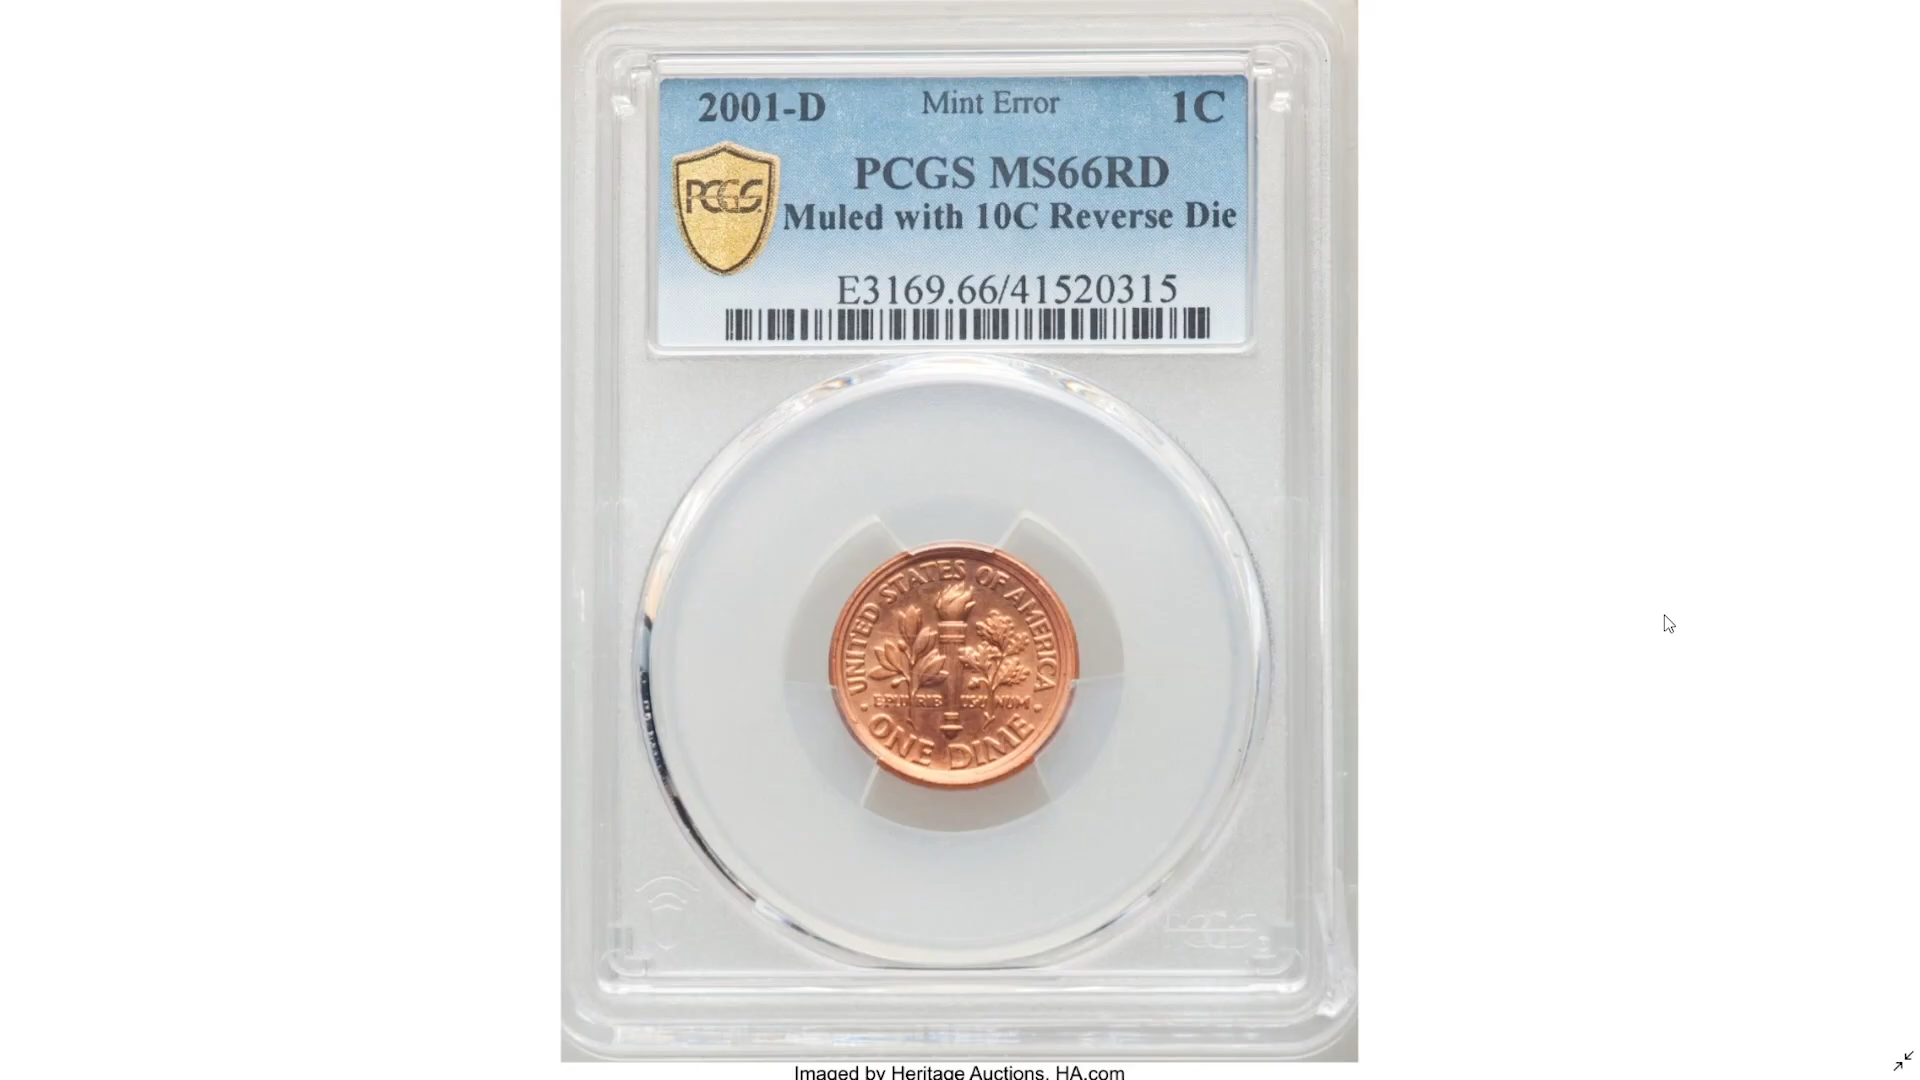 2001-D Mint Error 1C
PCGS MS66RD
PCGS
Muled with 10C Reverse Die
E3169.66/41520315
UNITED STATES OF AMERICA
E PLURIBUS UNUM
ONE DIME
PCGS
Imaged by Heritage Auctions, HA.com